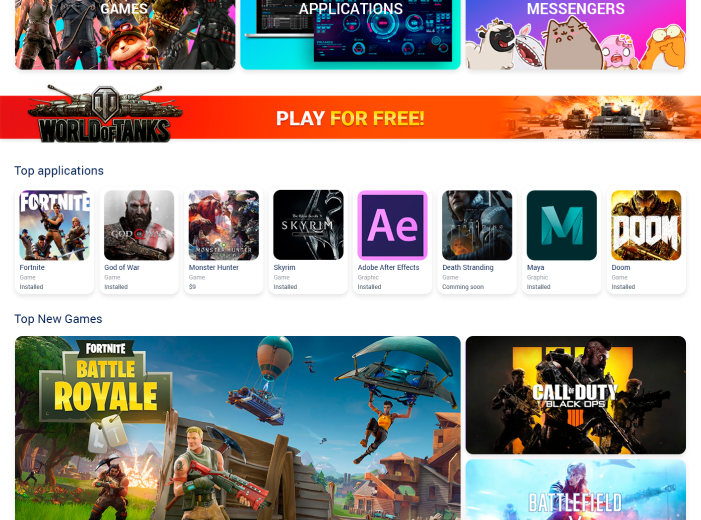 GAMES
APPLICATIONS
MESSENGERS
WORLD OF TANKS
PLAY FOR FREE!
Top applications
FORTNITE
GOD OF WAR
MONSTER HUNTER
SKYRIM
Ae
M
DOOM
Fortnite
God of War
Monster Hunter
Skyrim
Adobe After Effects
Death Stranding
Maya
Doom
Game
Game
Game
Game
Graphic
Game
Graphic
Game
Installed
Installed
$9
Installed
Installed
Comming soon
Installed
Installed
Top New Games
FORTNITE
BATTLE
ROYALE
CALL OF DUTY
BLACK OPS
IIII
BATTLEFIELD